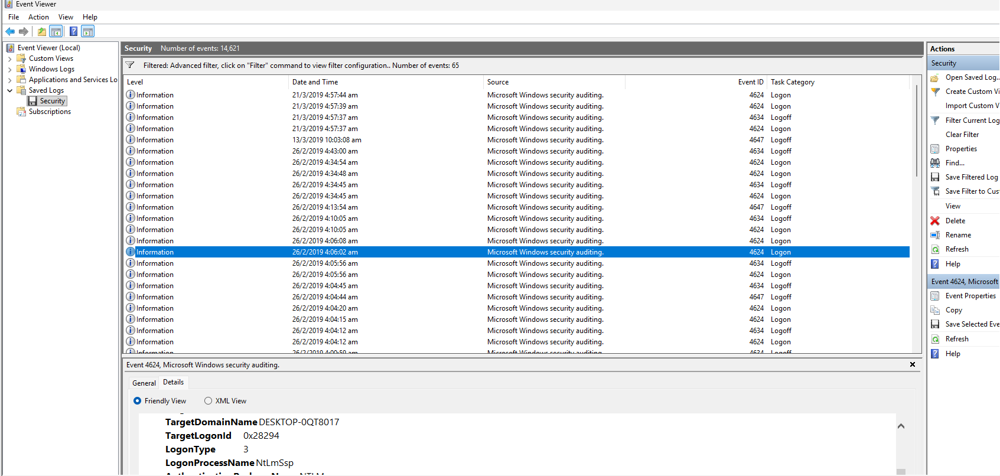 Event Viewer
File Action View Help
Event Viewer (Local)
Custom Views
Windows Logs
Applications and Services Lo
Saved Logs
Security
Subscriptions
Security Number of events: 14,621
Filtered: Advanced filter, click on "Filter" command to view filter configuration.. Number of events: 65
Level Date and Time Source Event ID Task Category
Information 21/3/2019 4:57:44 am Microsoft Windows security auditing. 4624 Logon
Information 21/3/2019 4:57:39 am Microsoft Windows security auditing. 4624 Logon
Information 21/3/2019 4:57:37 am Microsoft Windows security auditing. 4634 Logoff
Information 21/3/2019 4:57:37 am Microsoft Windows security auditing. 4624 Logon
Information 13/3/2019 10:03:08 am Microsoft Windows security auditing. 4647 Logoff
Information 26/2/2019 4:43:00 am Microsoft Windows security auditing. 4634 Logoff
Information 26/2/2019 4:34:54 am Microsoft Windows security auditing. 4624 Logon
Information 26/2/2019 4:34:48 am Microsoft Windows security auditing. 4624 Logon
Information 26/2/2019 4:34:45 am Microsoft Windows security auditing. 4634 Logoff
Information 26/2/2019 4:34:45 am Microsoft Windows security auditing. 4624 Logon
Information 26/2/2019 4:13:54 am Microsoft Windows security auditing. 4647 Logoff
Information 26/2/2019 4:10:05 am Microsoft Windows security auditing. 4634 Logoff
Information 26/2/2019 4:10:05 am Microsoft Windows security auditing. 4624 Logon
Information 26/2/2019 4:06:08 am Microsoft Windows security auditing. 4624 Logon
Information 26/2/2019 4:06:02 am Microsoft Windows security auditing. 4624 Logon
Information 26/2/2019 4:05:56 am Microsoft Windows security auditing. 4634 Logoff
Information 26/2/2019 4:05:56 am Microsoft Windows security auditing. 4624 Logon
Information 26/2/2019 4:04:45 am Microsoft Windows security auditing. 4634 Logoff
Information 26/2/2019 4:04:44 am Microsoft Windows security auditing. 4647 Logoff
Information 26/2/2019 4:04:20 am Microsoft Windows security auditing. 4624 Logon
Information 26/2/2019 4:04:15 am Microsoft Windows security auditing. 4624 Logon
Information 26/2/2019 4:04:12 am Microsoft Windows security auditing. 4634 Logoff
Information 26/2/2019 4:04:12 am Microsoft Windows security auditing. 4624 Logon
Information 26/2/2019 4:00:59 am Microsoft Windows security auditing. 4634 Logoff
Event 4624, Microsoft Windows security auditing.
General Details
Friendly View XML View
TargetDomainName DESKTOP-0QT8017
TargetLogonId 0x28294
LogonType 3
LogonProcessName NtLmSsp
Actions
Security
Open Saved Log..
Create Custom Vi
Import Custom V
Filter Current Log
Clear Filter
Properties
Find...
Save Filtered Log
Save Filter to Cus
View
Delete
Rename
Refresh
Help
Event 4624, Microsoft
Event Properties
Copy
Save Selected Eve
Refresh
Help